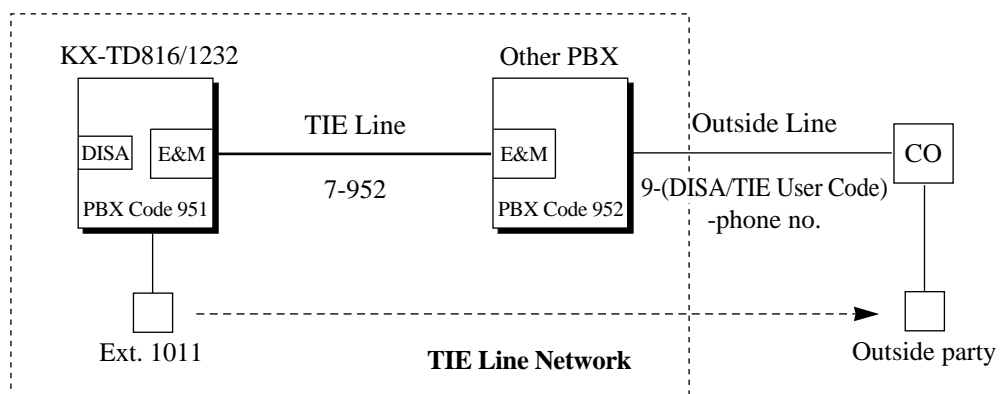 KX-TD816/1232
Other PBX
DISA
E&M
PBX Code 951
TIE Line
7-952
E&M
PBX Code 952
Outside Line
9-(DISA/TIE User Code)
-phone no.
CO
Ext. 1011
TIE Line Network
Outside party